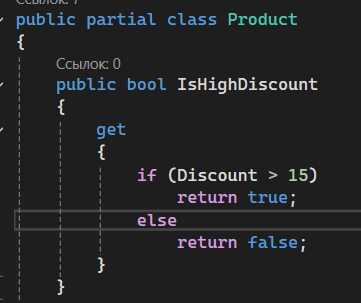 Ссылок: 7
public partial class Product
{
Ссылок: 0
public bool IsHighDiscount
{
get
{
if (Discount > 15)
return true;
else
return false;
}
}